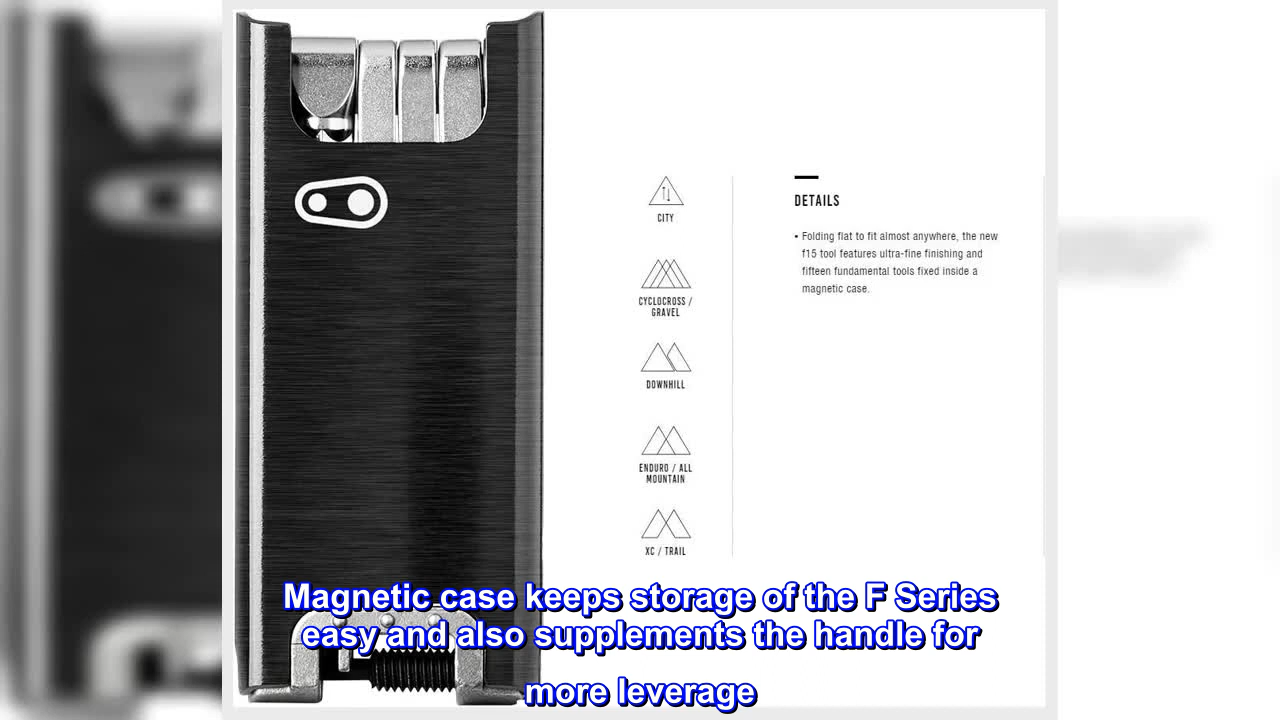 CITY
CYCLOCROSS /
GRAVEL
DOWNHILL
ENDURO / ALL
MOUNTAIN
XC / TRAIL
DETAILS
• Folding flat to fit almost anywhere, the new
f15 tool features ultra-fine finishing and
fifteen fundamental tools fixed inside a
magnetic case.
Magnetic case keeps storage of the F Series
easy and also supplements the handle for
more leverage